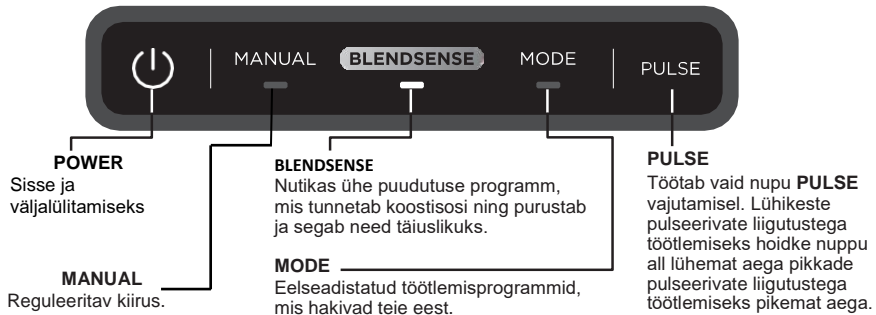 MANUAL BLENDSENSE MODE PULSE
POWER
Sisse ja
väljalülitamiseks
MANUAL
Reguleeritav kiirus.
BLENDSENSE
Nutikas ühe puudutuse programm,
mis tunnetab koostisosi ning purustab
ja segab need täiuslikuks.
MODE
Eelseadistatud töötlemisprogrammid,
mis hakivad teie eest.
PULSE
Töötab vaid nupu PULSE
vajutamisel. Lühikeste
pulseerivate liigutustega
töötlemiseks hoidke nuppu
all lühemat aega pikkade
pulseerivate liigutustega
töötlemiseks pikemat aega.